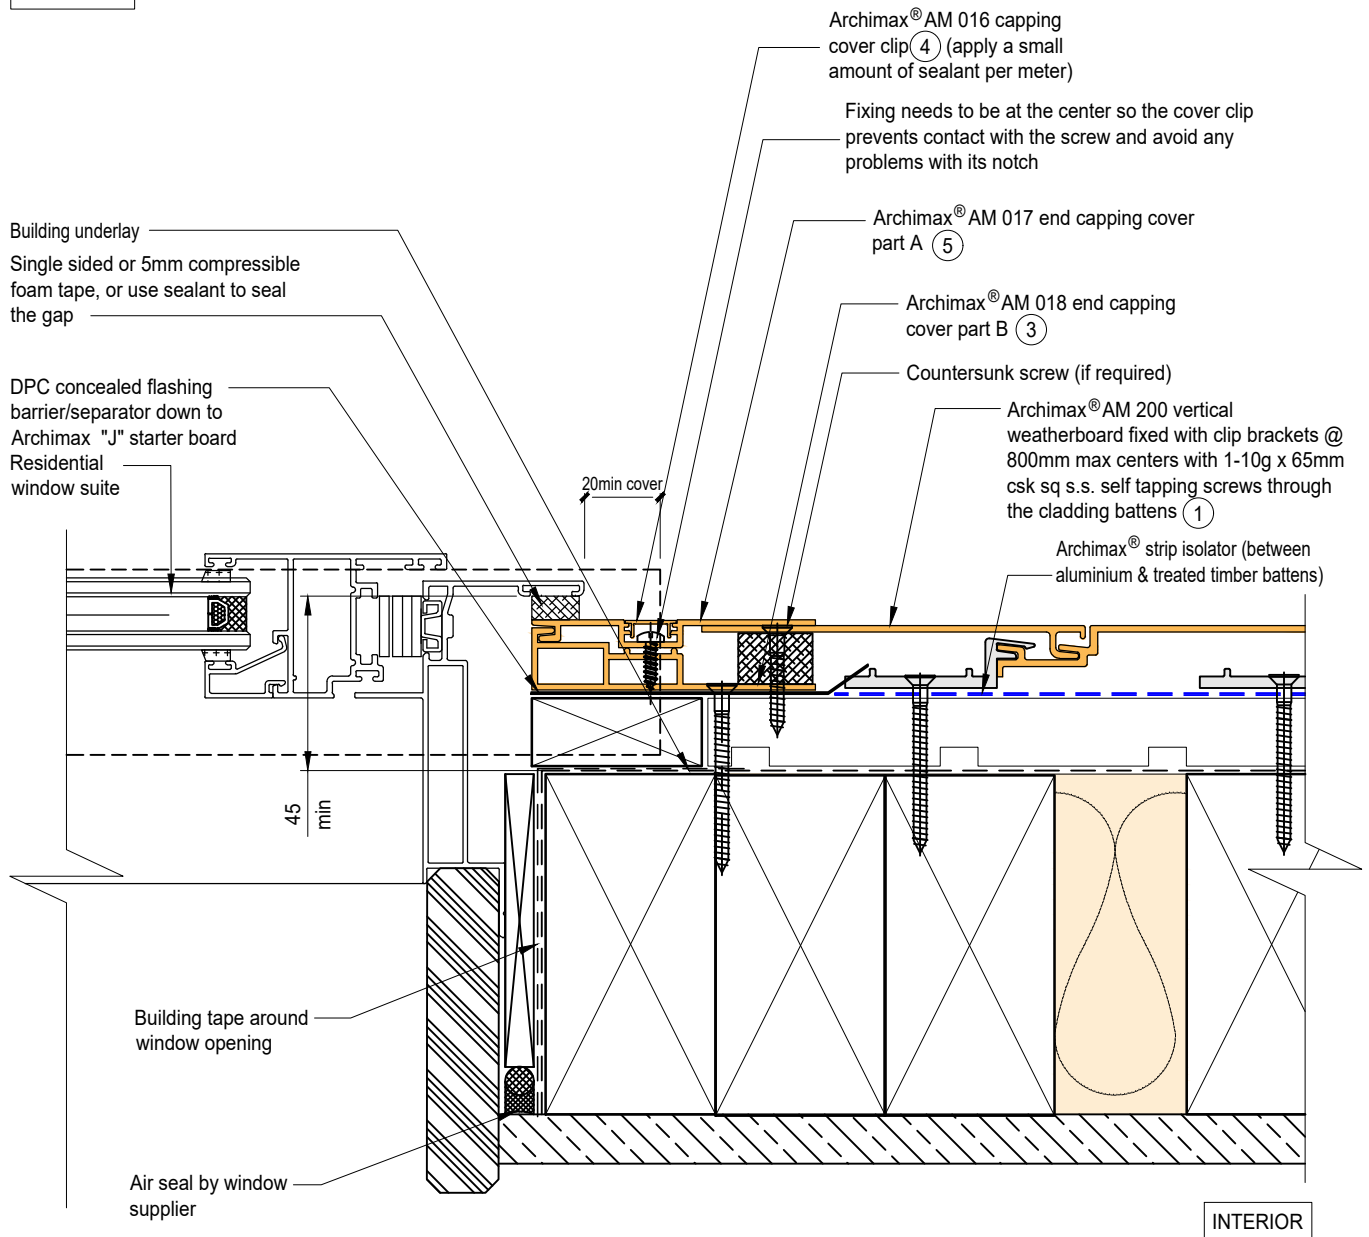 Archimax® AM 016 capping
cover clip 4 (apply a small
amount of sealant per meter)
Fixing needs to be at the center so the cover clip
prevents contact with the screw and avoid any
problems with its notch
Archimax® AM 017 end capping cover
part A 5
Archimax® AM 018 end capping
cover part B 3
Countersunk screw (if required)
Archimax® AM 200 vertical
weatherboard fixed with clip brackets @
800mm max centers with 1-10g x 65mm
csk sq s.s. self tapping screws through
the cladding battens 1
Archimax® strip isolator (between
aluminium & treated timber battens)
Building underlay
Single sided or 5mm compressible
foam tape, or use sealant to seal
the gap
DPC concealed flashing
barrier/separator down to
Archimax "J" starter board
Residential
window suite
20min cover
45
min
Building tape around
window opening
Air seal by window
supplier
INTERIOR